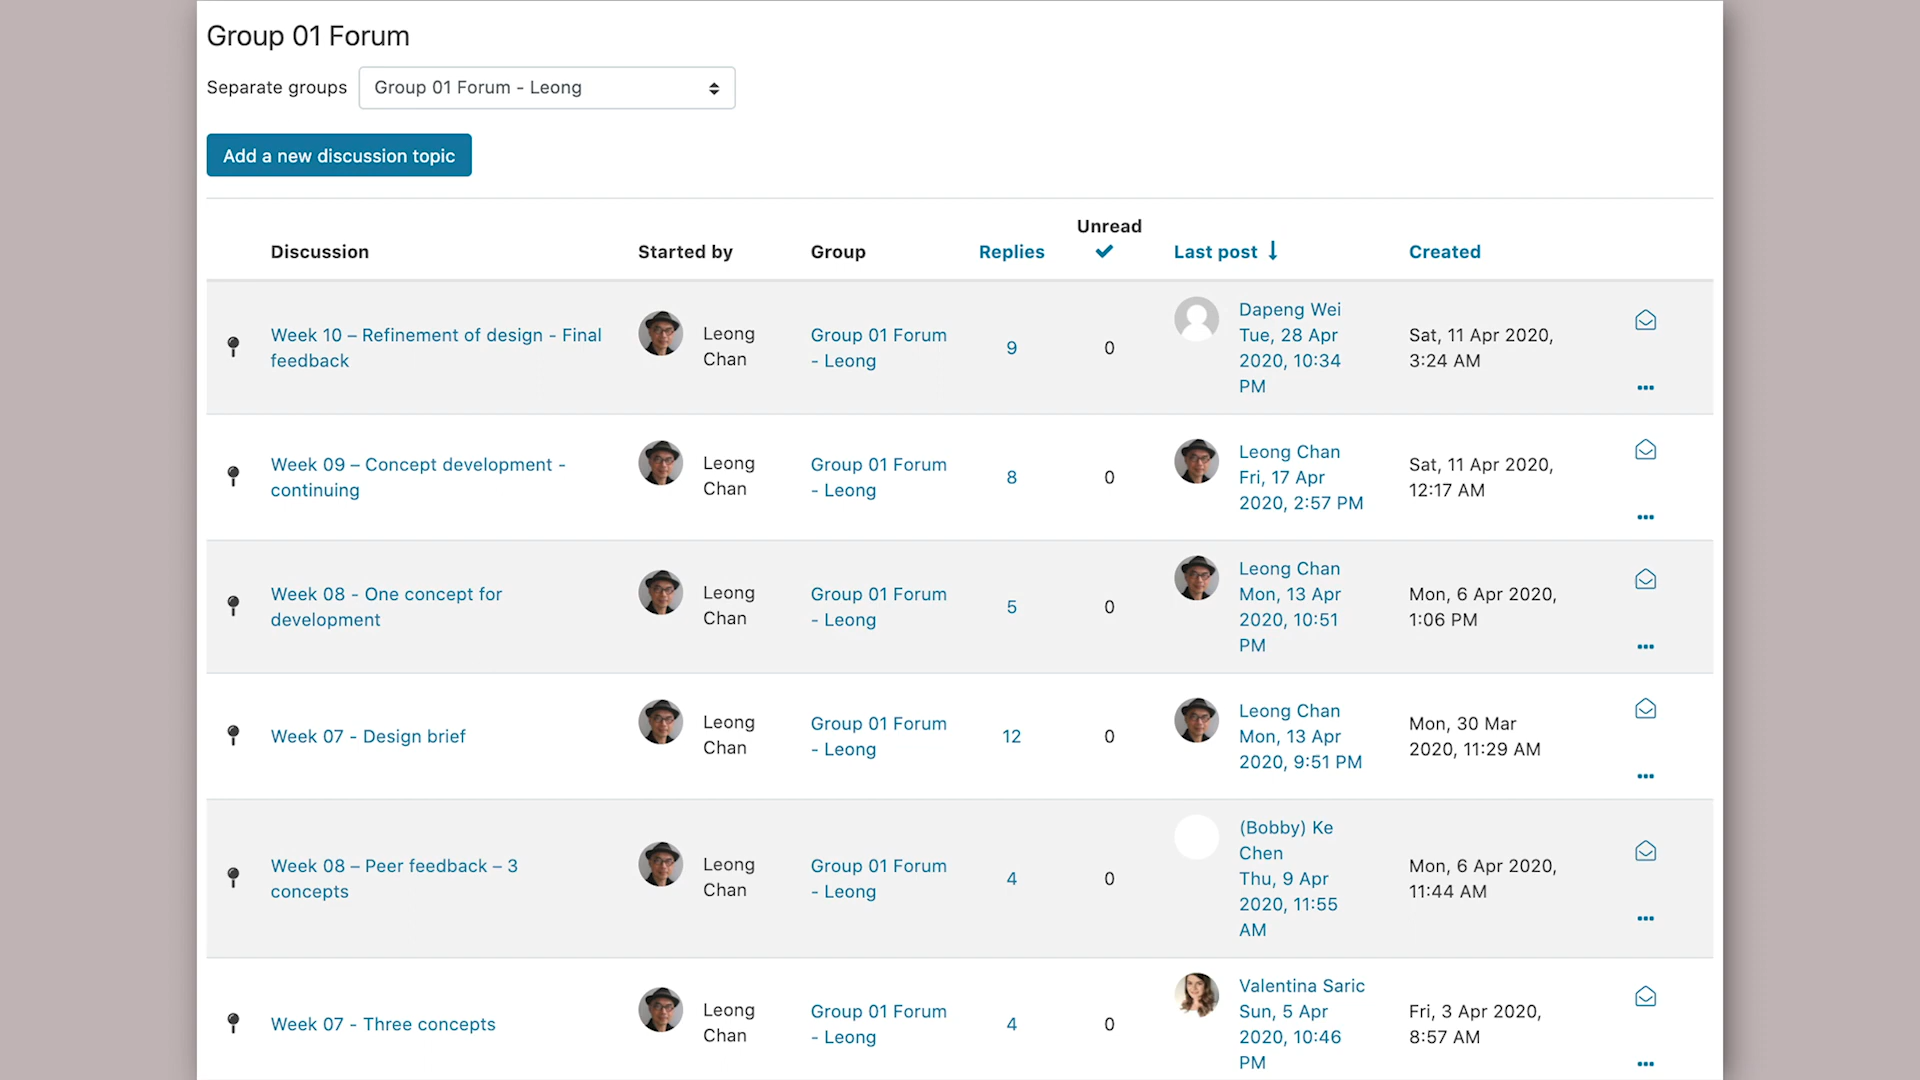 Group 01 Forum
Separate groups
Group 01 Forum - Leong
Add a new discussion topic
Discussion
Started by
Group
Replies
Unread
Last post
Created
Week 10 – Refinement of design - Final
feedback
Leong
Chan
Group 01 Forum
- Leong
9
0
Dapeng Wei
Tue, 28 Apr
2020, 10:34
PM
Sat, 11 Apr 2020,
3:24 AM
Week 09 – Concept development -
continuing
Leong
Chan
Group 01 Forum
- Leong
8
0
Leong Chan
Fri, 17 Apr
2020, 2:57 PM
Sat, 11 Apr 2020,
12:17 AM
Week 08 - One concept for
development
Leong
Chan
Group 01 Forum
- Leong
5
0
Leong Chan
Mon, 13 Apr
2020, 10:51
PM
Mon, 6 Apr 2020,
1:06 PM
Week 07 - Design brief
Leong
Chan
Group 01 Forum
- Leong
12
0
Leong Chan
Mon, 13 Apr
2020, 9:51 PM
Mon, 30 Mar
2020, 11:29 AM
Week 08 – Peer feedback – 3
concepts
Leong
Chan
Group 01 Forum
- Leong
4
0
(Bobby) Ke
Chen
Thu, 9 Apr
2020, 11:55
AM
Mon, 6 Apr 2020,
11:44 AM
Week 07 - Three concepts
Leong
Chan
Group 01 Forum
- Leong
4
0
Valentina Saric
Sun, 5 Apr
2020, 10:46
PM
Fri, 3 Apr 2020,
8:57 AM